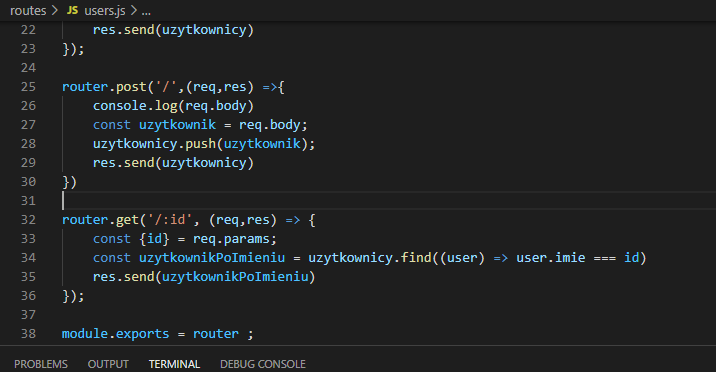 routes > JS users.js > ...
22 res.send(uzytkownicy)
23 });
24
25 router.post('/',(req,res) =>{
26 console.log(req.body)
27 const uzytkownik = req.body;
28 uzytkownicy.push(uzytkownik);
29 res.send(uzytkownicy)
30 })
31
32 router.get('/:id', (req,res) => {
33 const {id} = req.params;
34 const uzytkownikPoImieniu = uzytkownicy.find((user) => user.imie === id)
35 res.send(uzytkownikPoImieniu)
36 });
37
38 module.exports = router ;
PROBLEMS OUTPUT TERMINAL DEBUG CONSOLE